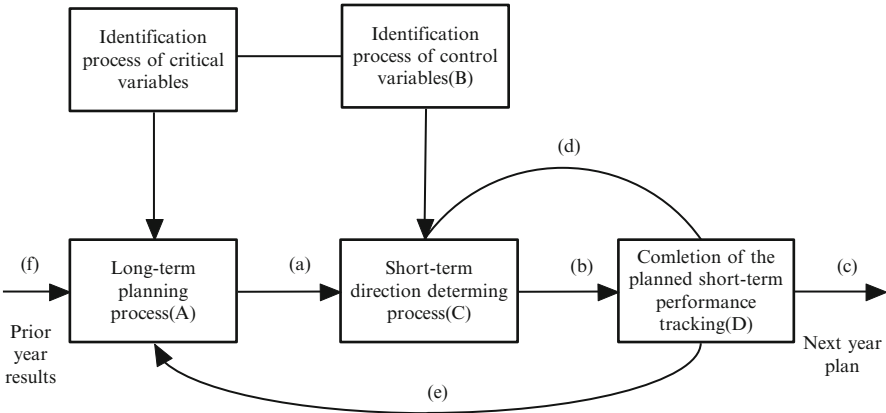 Identification
process of critical
variables
Identification
process of control
variables(B)
(d)
(f)
Long-term
planning
process(A)
(a)
Short-term
direction determing
process(C)
(b)
Comletion of the
planned short-term
performance
tracking(D)
(c)
Prior
year
results
Next year
plan
(e)